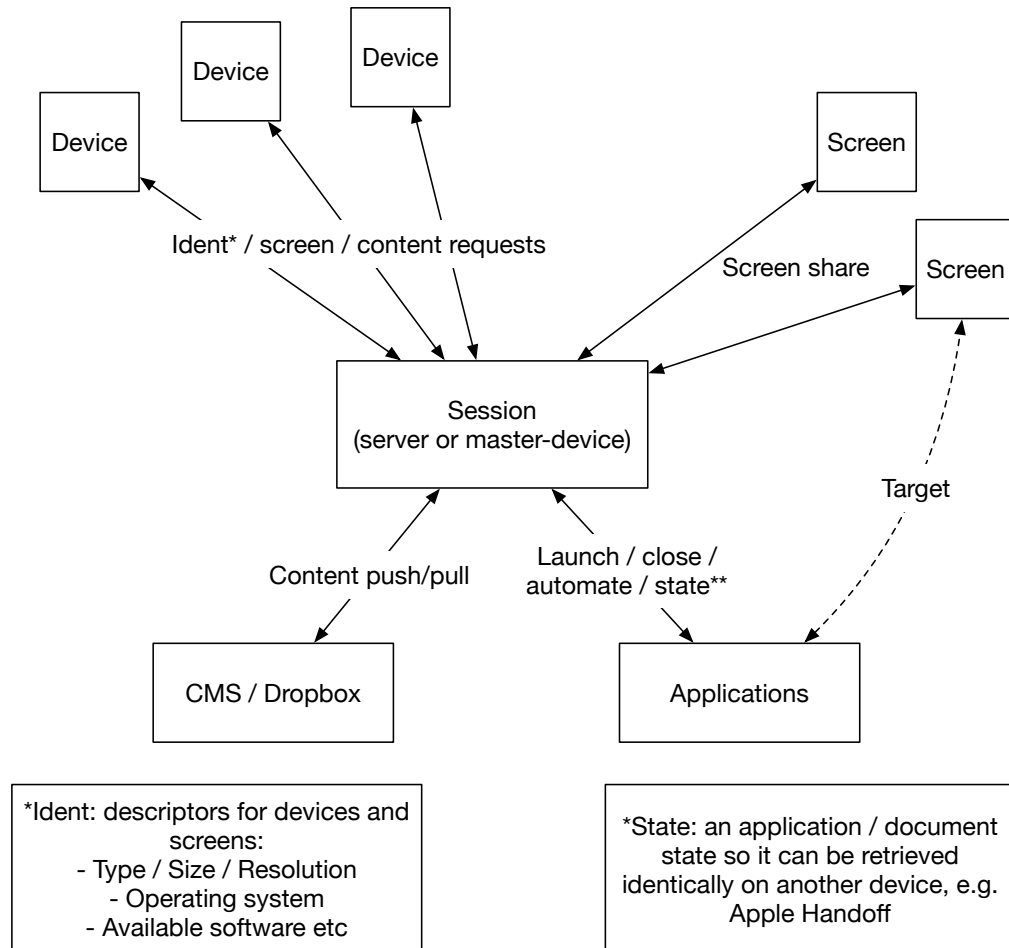 Device
Device
Device
Screen
Screen
Ident* / screen / content requests
Screen share
Session
(server or master-device)
Target
Content push/pull
Launch / close /
automate / state**
CMS / Dropbox
Applications
*Ident: descriptors for devices and
screens:
- Type / Size / Resolution
- Operating system
- Available software etc
*State: an application / document
state so it can be retrieved
identically on another device, e.g.
Apple Handoff